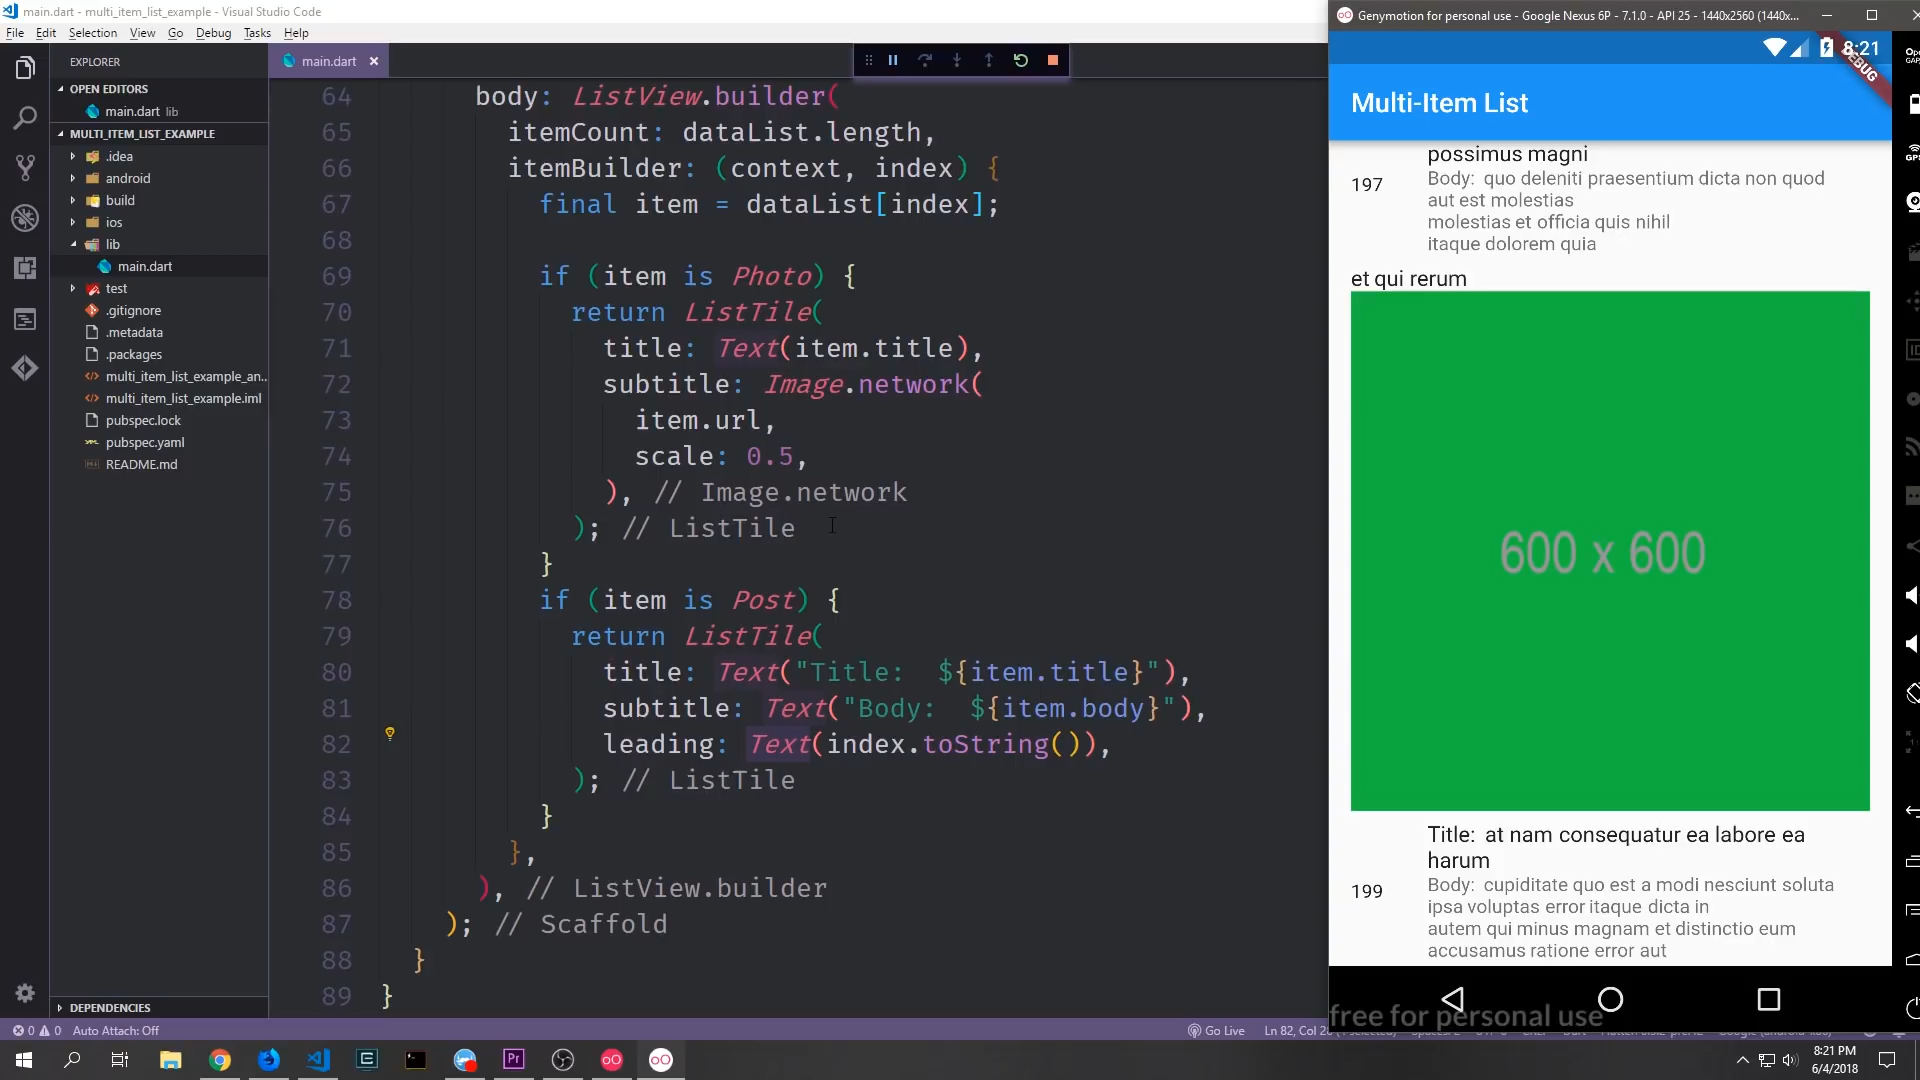 main.dart - multi_item_list_example - Visual Studio Code
File Edit Selection View Go Debug Tasks Help
EXPLORER
OPEN EDITORS
main.dart lib
MULTI_ITEM_LIST_EXAMPLE
.idea
android
build
ios
lib
main.dart
test
.gitignore
.metadata
.packages
multi_item_list_example_an..
multi_item_list_example.iml
pubspec.lock
pubspec.yaml
README.md
DEPENDENCIES
main.dart
64 body: ListView.builder(
65 itemCount: dataList.length,
66 itemBuilder: (context, index) {
67 final item = dataList[index];
68
69 if (item is Photo) {
70 return ListTile(
71 title: Text(item.title),
72 subtitle: Image.network(
73 item.url,
74 scale: 0.5,
75 ), // Image.network
76 ); // ListTile
77 }
78 if (item is Post) {
79 return ListTile(
80 title: Text("Title:  ${item.title}"),
81 subtitle: Text("Body:  ${item.body}"),
82 leading: Text(index.toString()),
83 ); // ListTile
84 }
85 },
86 ), // ListView.builder
87 ); // Scaffold
88 }
89 }
0 0 Auto Attach: Off
Go Live
Genymotion for personal use - Google Nexus 6P - 7.1.0 - API 25 - 1440x2560 (1440x...
8:21
DEBUG
Multi-Item List
possimus magni
197
Body:  quo deleniti praesentium dicta non quod
aut est molestias
molestias et officia quis nihil
itaque dolorem quia
et qui rerum
600 x 600
Title:  at nam consequatur ea labore ea
harum
199
Body:  cupiditate quo est a modi nesciunt soluta
ipsa voluptas error itaque dicta in
autem qui minus magnam et distinctio eum
accusamus ratione error aut
free for personal use
8:21 PM
6/4/2018